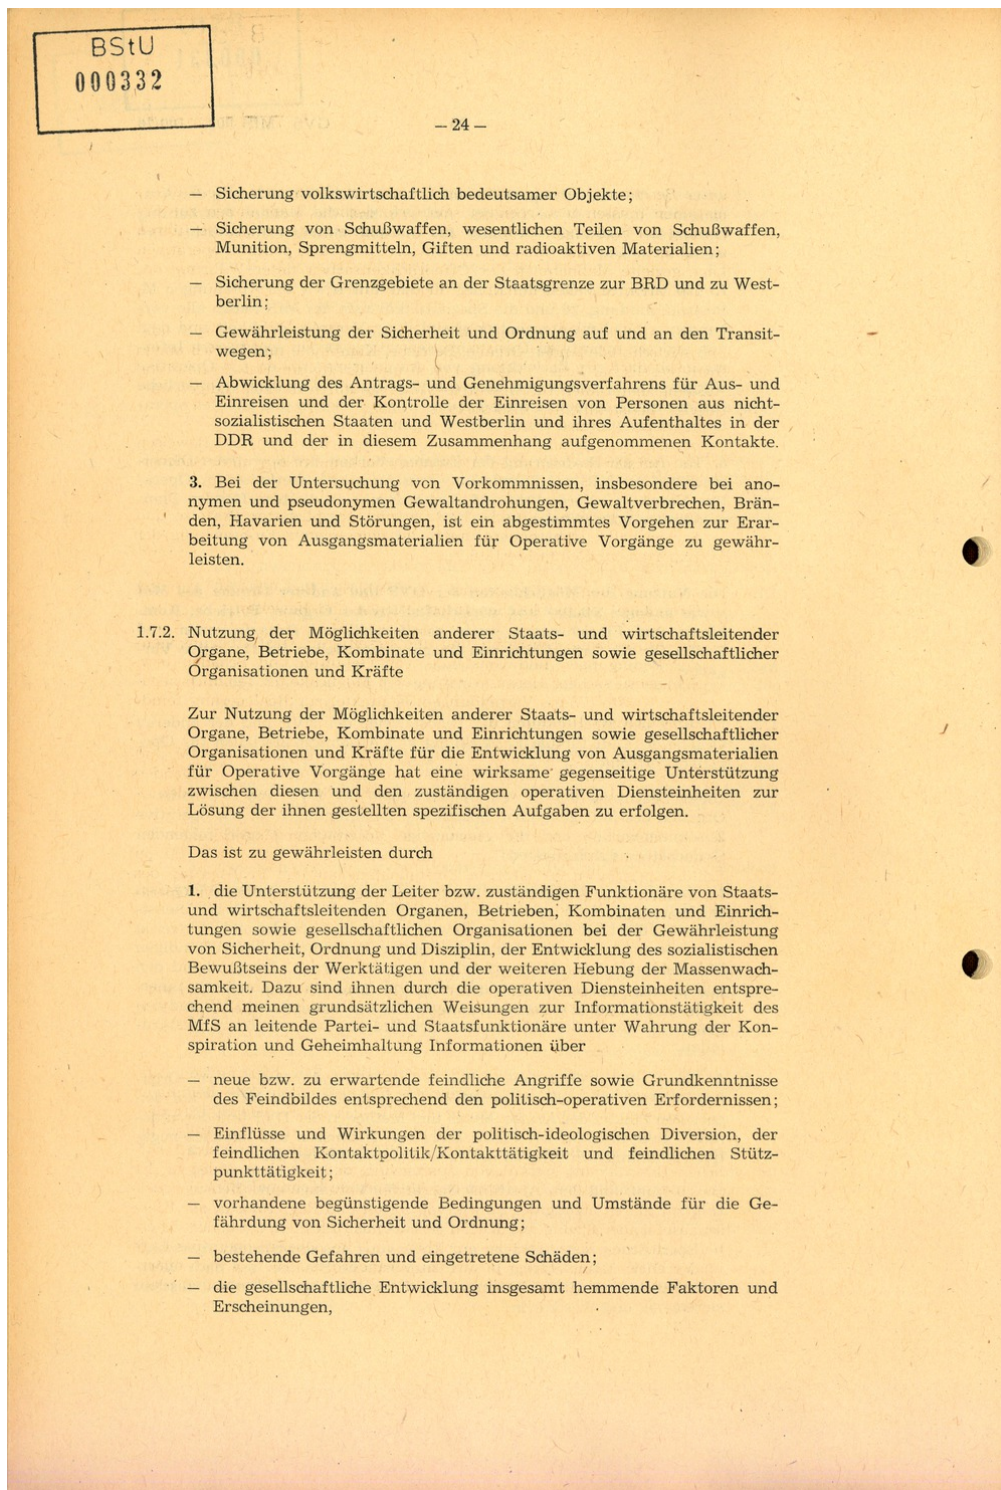 BStU
000332
— 24 —
— Sicherung volkswirtschaftlich bedeutsamer Objekte;
— Sicherung von Schußwaffen, wesentlichen Teilen von Schußwaffen,
Munition, Sprengmitteln, Giften und radioaktiven Materialien;
— Sicherung der Grenzgebiete an der Staatsgrenze zur BRD und zu West-
berlin;
— Gewährleistung der Sicherheit und Ordnung auf und an den Transit-
wegen;
— Abwicklung des Antrags- und Genehmigungsverfahrens für Aus- und
Einreisen und der Kontrolle der Einreisen von Personen aus nicht-
sozialistischen Staaten und Westberlin und ihres Aufenthaltes in der
DDR und der in diesem Zusammenhang aufgenommenen Kontakte.
3. Bei der Untersuchung von Vorkommnissen, insbesondere bei ano-
nymen und pseudonymen Gewaltandrohungen, Gewaltverbrechen, Brän-
den, Havarien und Störungen, ist ein abgestimmtes Vorgehen zur Erar-
beitung von Ausgangsmaterialien für Operative Vorgänge zu gewähr-
leisten.
1.7.2. Nutzung der Möglichkeiten anderer Staats- und wirtschaftsleitender
Organe, Betriebe, Kombinate und Einrichtungen sowie gesellschaftlicher
Organisationen und Kräfte
Zur Nutzung der Möglichkeiten anderer Staats- und wirtschaftsleitender
Organe, Betriebe, Kombinate und Einrichtungen sowie gesellschaftlicher
Organisationen und Kräfte für die Entwicklung von Ausgangsmaterialien
für Operative Vorgänge hat eine wirksame gegenseitige Unterstützung
zwischen diesen und den zuständigen operativen Diensteinheiten zur
Lösung der ihnen gestellten spezifischen Aufgaben zu erfolgen.
Das ist zu gewährleisten durch
1. die Unterstützung der Leiter bzw. zuständigen Funktionäre von Staats-
und wirtschaftsleitenden Organen, Betrieben, Kombinaten und Einrich-
tungen sowie gesellschaftlichen Organisationen bei der Gewährleistung
von Sicherheit, Ordnung und Disziplin, der Entwicklung des sozialistischen
Bewußtseins der Werktätigen und der weiteren Hebung der Massenwach-
samkeit. Dazu sind ihnen durch die operativen Diensteinheiten entspre-
chend meinen grundsätzlichen Weisungen zur Informationstätigkeit des
MfS an leitende Partei- und Staatsfunktionäre unter Wahrung der Kon-
spiration und Geheimhaltung Informationen über
— neue bzw. zu erwartende feindliche Angriffe sowie Grundkenntnisse
des Feindbildes entsprechend den politisch-operativen Erfordernissen;
— Einflüsse und Wirkungen der politisch-ideologischen Diversion, der
feindlichen Kontaktpolitik/Kontakttätigkeit und feindlichen Stütz-
punkttätigkeit;
— vorhandene begünstigende Bedingungen und Umstände für die Ge-
fährdung von Sicherheit und Ordnung;
— bestehende Gefahren und eingetretene Schäden;
— die gesellschaftliche Entwicklung insgesamt hemmende Faktoren und
Erscheinungen,